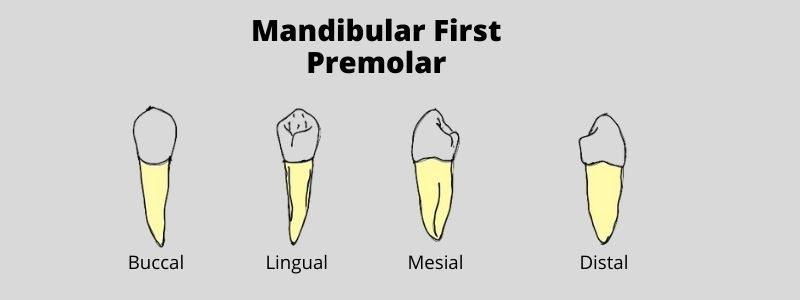 Mandibular First
Premolar
Buccal
Lingual
Mesial
Distal